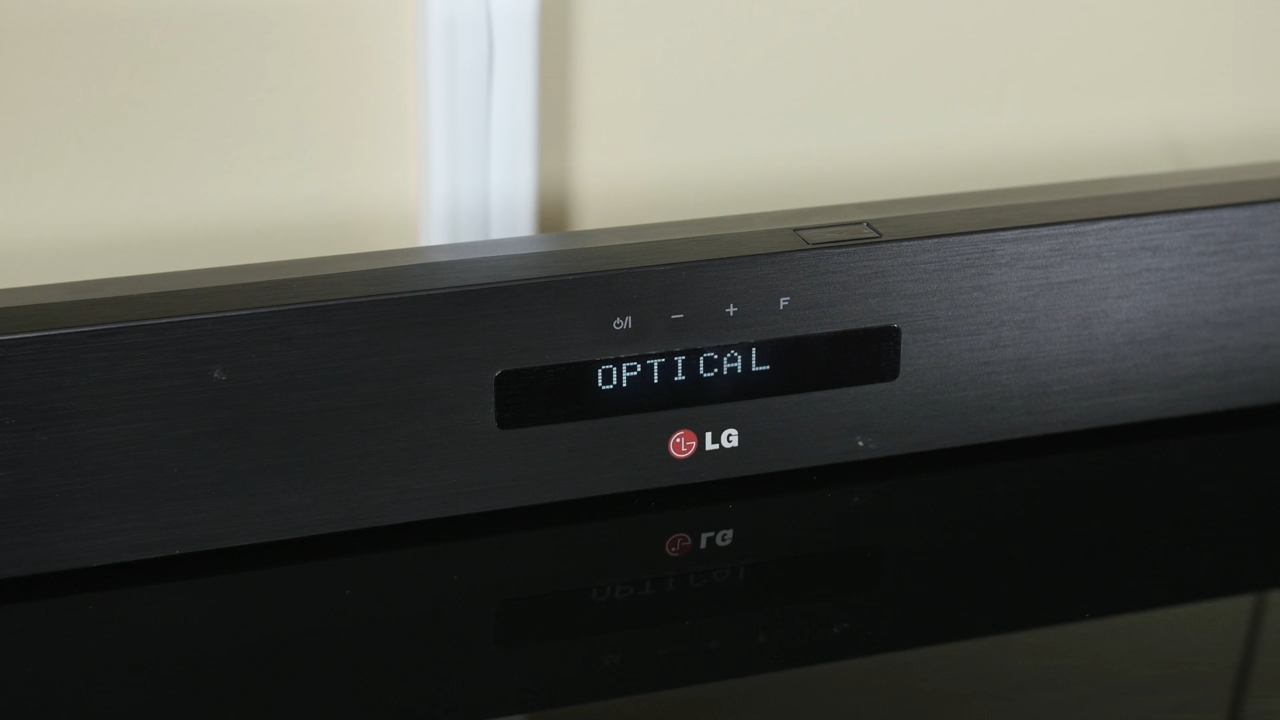 ⏻/I − + F
OPTICAL
LG